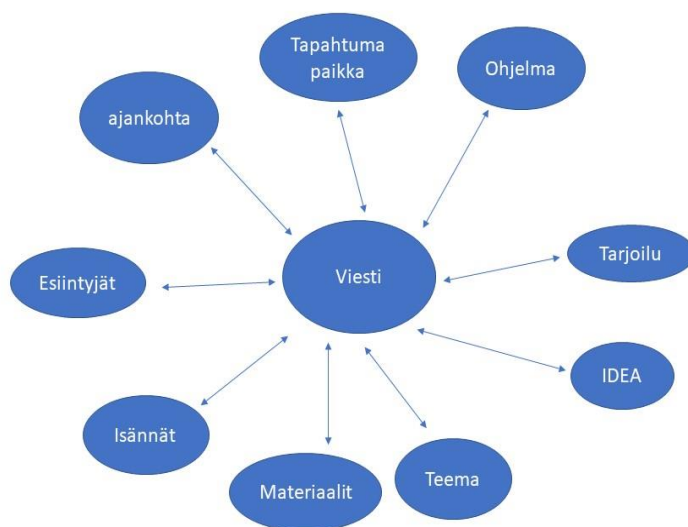 Tapahtuma
paikka
Ohjelma
ajankohta
Viesti
Tarjoilu
Esiintyjät
IDEA
Isännät
Teema
Materiaalit